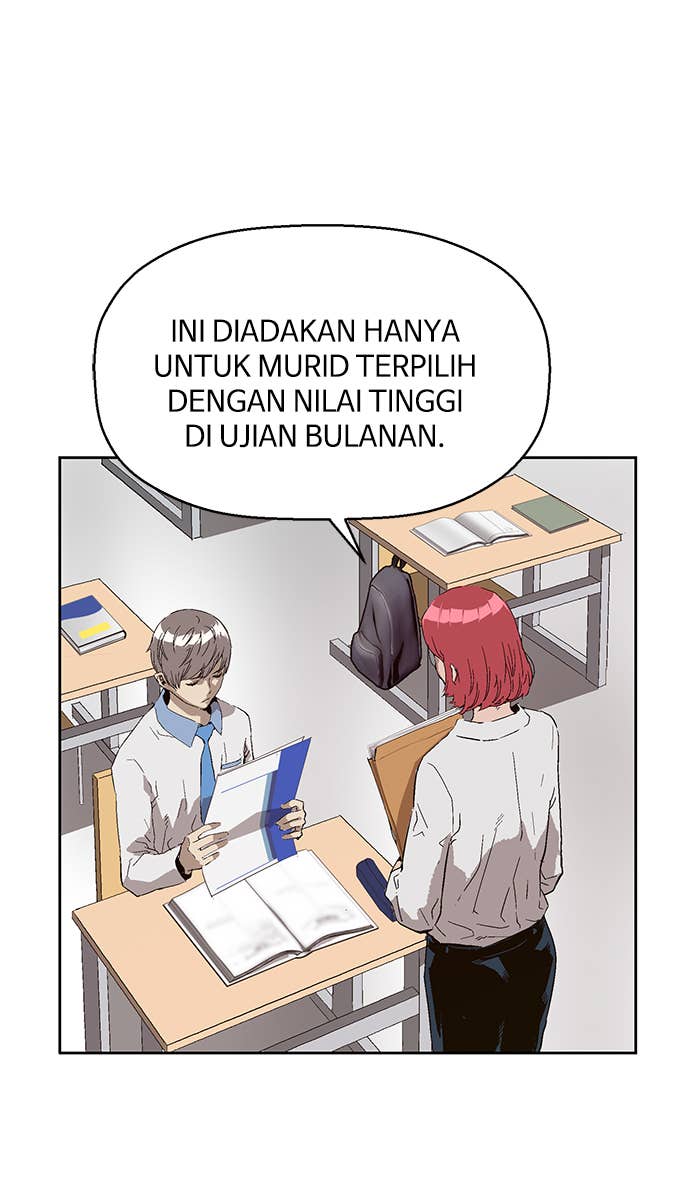 INI DIADAKAN HANYA
UNTUK MURID TERPILIH
DENGAN NILAI TINGGI
DI UJIAN BULANAN.